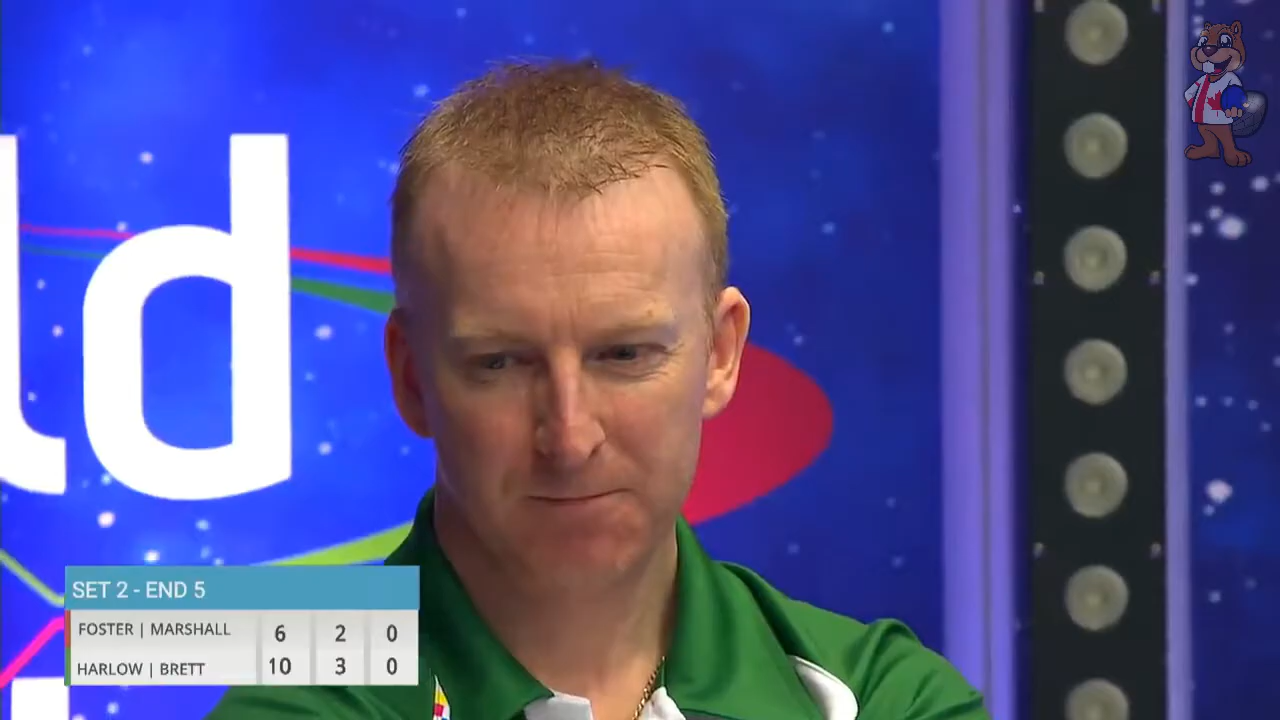 ld
SET 2 - END 5
FOSTER | MARSHALL 6 2 0
HARLOW | BRETT 10 3 0